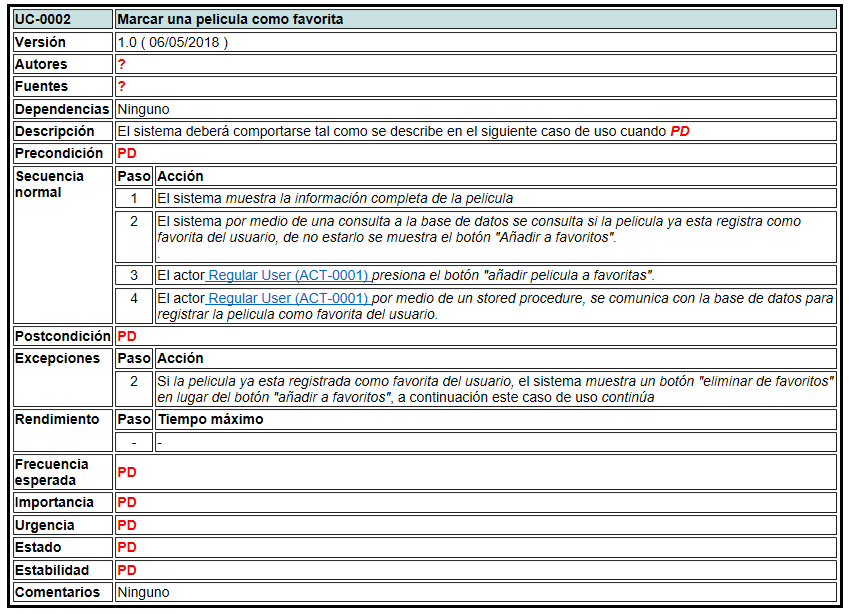 UC-0002 Marcar una pelicula como favorita
Versión 1.0 ( 06/05/2018 )
Autores ?
Fuentes ?
Dependencias Ninguno
Descripción El sistema deberá comportarse tal como se describe en el siguiente caso de uso cuando PD
Precondición PD
Secuencia normal
Paso Acción
1 El sistema muestra la información completa de la pelicula
2 El sistema por medio de una consulta a la base de datos se consulta si la pelicula ya esta registra como
favorita del usuario, de no estarlo se muestra el botón "Añadir a favoritos".
.
3 El actor Regular User (ACT-0001) presiona el botón "añadir pelicula a favoritas".
4 El actor Regular User (ACT-0001) por medio de un stored procedure, se comunica con la base de datos para
registrar la pelicula como favorita del usuario.
Postcondición PD
Excepciones Paso Acción
2 Si la pelicula ya esta registrada como favorita del usuario, el sistema muestra un botón "eliminar de favoritos"
en lugar del botón "añadir a favoritos", a continuación este caso de uso continúa
Rendimiento Paso Tiempo máximo
- -
Frecuencia
esperada PD
Importancia PD
Urgencia PD
Estado PD
Estabilidad PD
Comentarios Ninguno